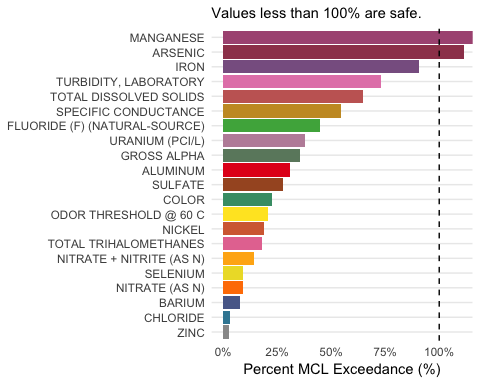 Values less than 100% are safe.
MANGANESE
ARSENIC
IRON
TURBIDITY, LABORATORY
TOTAL DISSOLVED SOLIDS
SPECIFIC CONDUCTANCE
FLUORIDE (F) (NATURAL-SOURCE)
URANIUM (PCI/L)
GROSS ALPHA
ALUMINUM
SULFATE
COLOR
ODOR THRESHOLD @ 60 C
NICKEL
TOTAL TRIHALOMETHANES
NITRATE + NITRITE (AS N)
SELENIUM
NITRATE (AS N)
BARIUM
CHLORIDE
ZINC
0% 25% 50% 75% 100%
Percent MCL Exceedance (%)